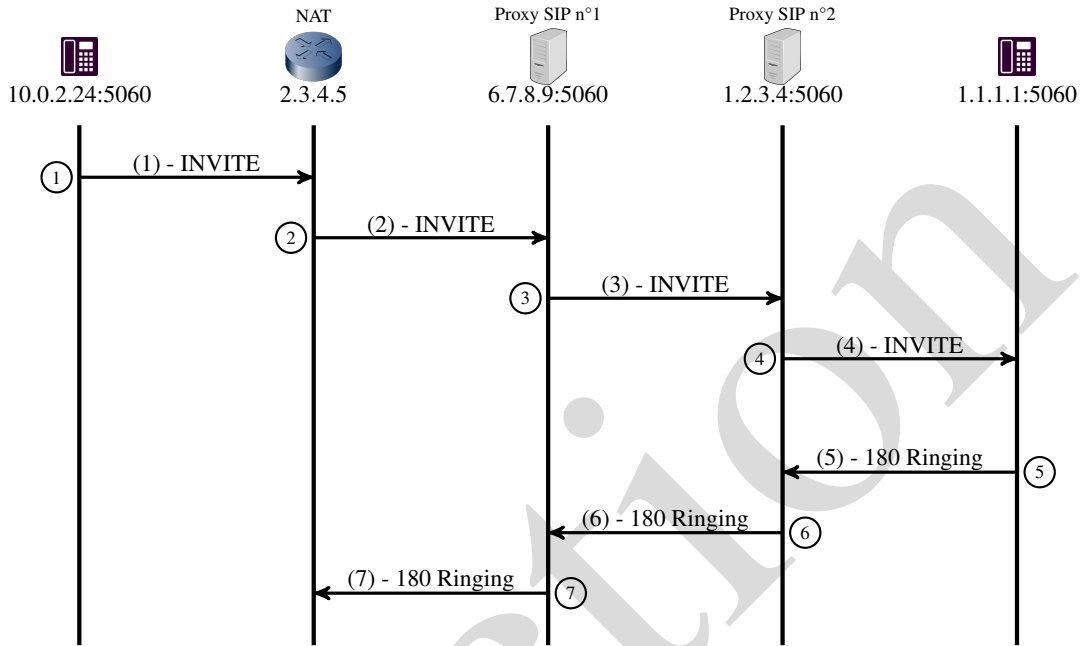 NAT
Proxy SIP n°1
Proxy SIP n°2
10.0.2.24:5060
2.3.4.5
6.7.8.9:5060
1.2.3.4:5060
1.1.1.1:5060
(1) - INVITE
1
(2) - INVITE
2
(3) - INVITE
3
(4) - INVITE
4
(5) - 180 Ringing
5
(6) - 180 Ringing
6
(7) - 180 Ringing
7
ction